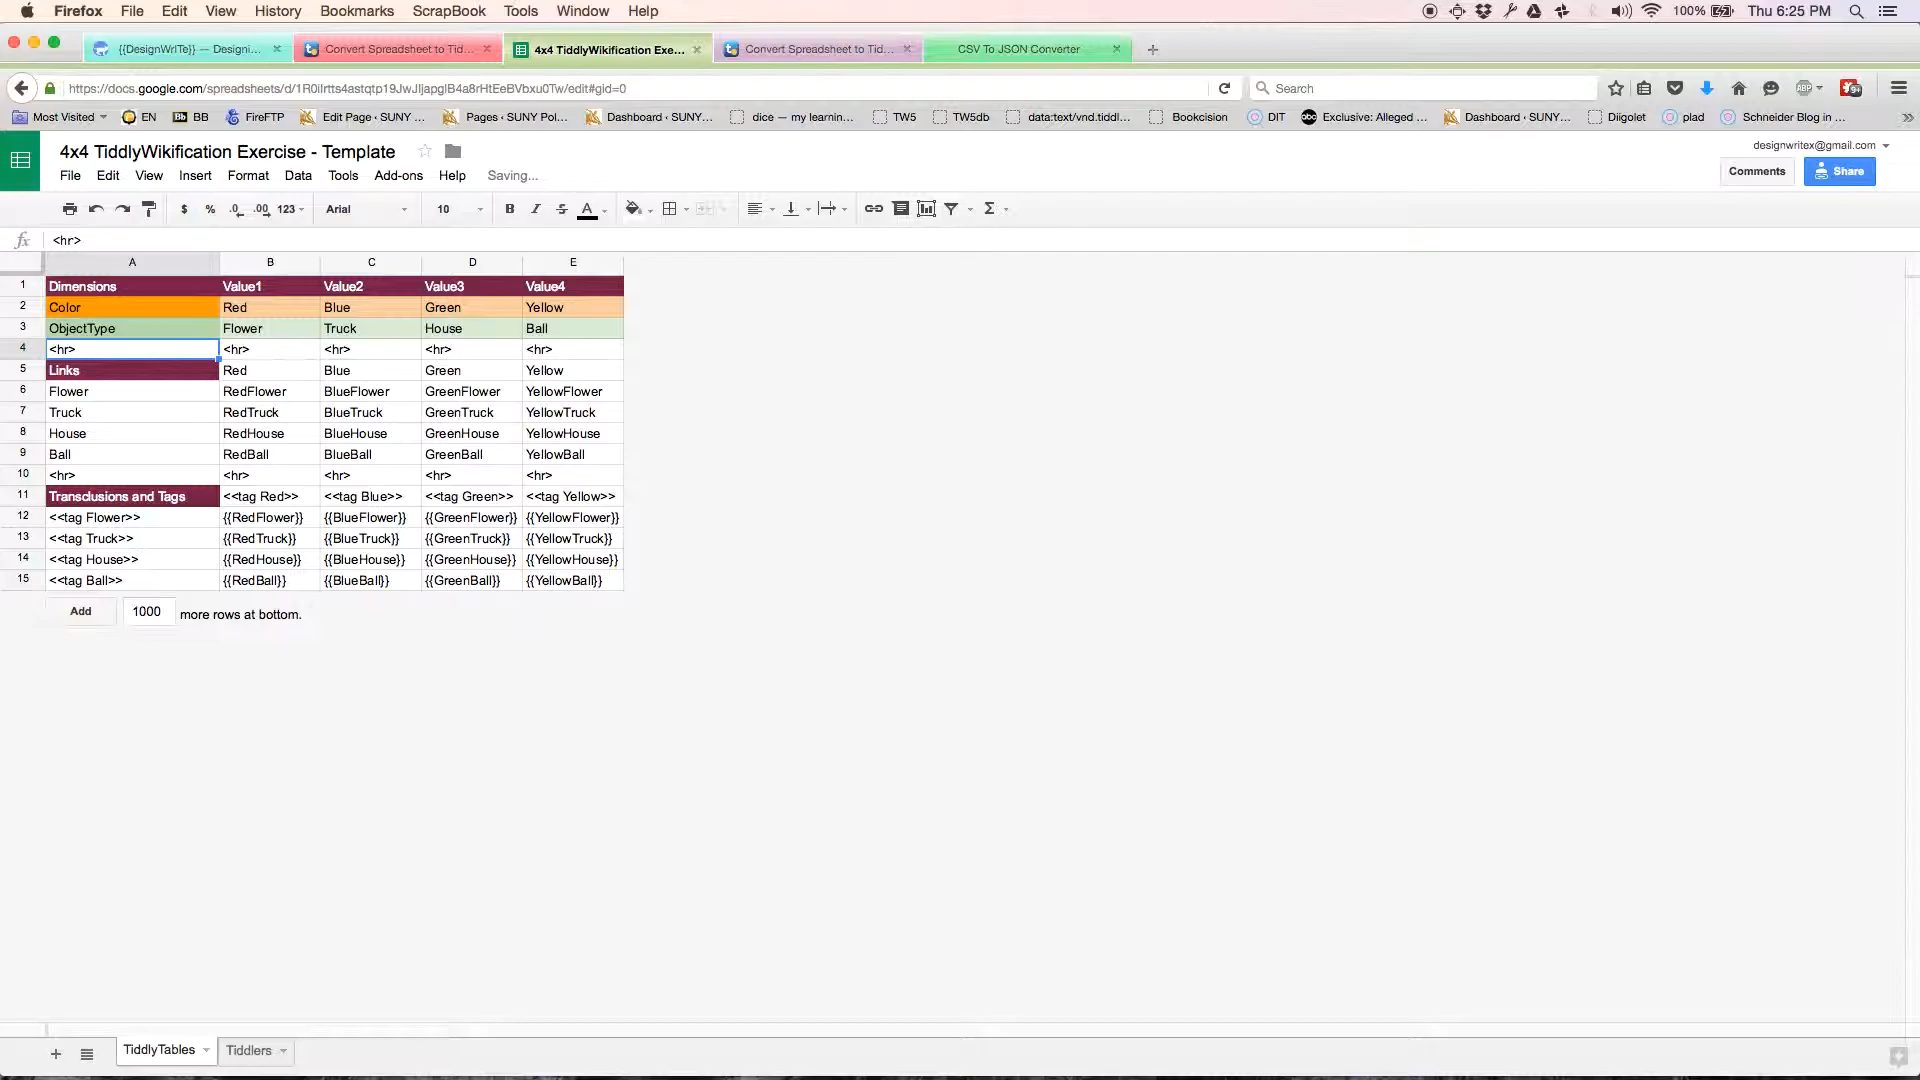 Firefox File Edit View History Bookmarks ScrapBook Tools Window Help 100% Thu 6:25 PM
{{DesignWriTe}} — Designi... Convert Spreadsheet to Tid... 4x4 TiddlyWikification Exe... Convert Spreadsheet to Tid... CSV To JSON Converter
Search
Most Visited EN Bb BB FireFTP Edit Page ‹ SUNY ... Pages ‹ SUNY Pol... Dashboard ‹ SUNY... dice — my learnin... TW5 TW5db data:text/vnd.tiddl... Bookcision DIT abc Exclusive: Alleged ... Dashboard ‹ SUNY... Diigolet plad Schneider Blog in ... »
4x4 TiddlyWikification Exercise - Template designwritex@gmail.com
File Edit View Insert Format Data Tools Add-ons Help Saving... Comments Share
$ % .0 .00 123 Arial 10 B I S A Σ
fx <hr>
A B C D E
1 Dimensions Value1 Value2 Value3 Value4
2 Color Red Blue Green Yellow
3 ObjectType Flower Truck House Ball
4 <hr> <hr> <hr> <hr> <hr>
5 Links Red Blue Green Yellow
6 Flower RedFlower BlueFlower GreenFlower YellowFlower
7 Truck RedTruck BlueTruck GreenTruck YellowTruck
8 House RedHouse BlueHouse GreenHouse YellowHouse
9 Ball RedBall BlueBall GreenBall YellowBall
10 <hr> <hr> <hr> <hr> <hr>
11 Transclusions and Tags <<tag Red>> <<tag Blue>> <<tag Green>> <<tag Yellow>>
12 <<tag Flower>> {{RedFlower}} {{BlueFlower}} {{GreenFlower}} {{YellowFlower}}
13 <<tag Truck>> {{RedTruck}} {{BlueTruck}} {{GreenTruck}} {{YellowTruck}}
14 <<tag House>> {{RedHouse}} {{BlueHouse}} {{GreenHouse}} {{YellowHouse}}
15 <<tag Ball>> {{RedBall}} {{BlueBall}} {{GreenBall}} {{YellowBall}}
Add 1000 more rows at bottom.
TiddlyTables Tiddlers